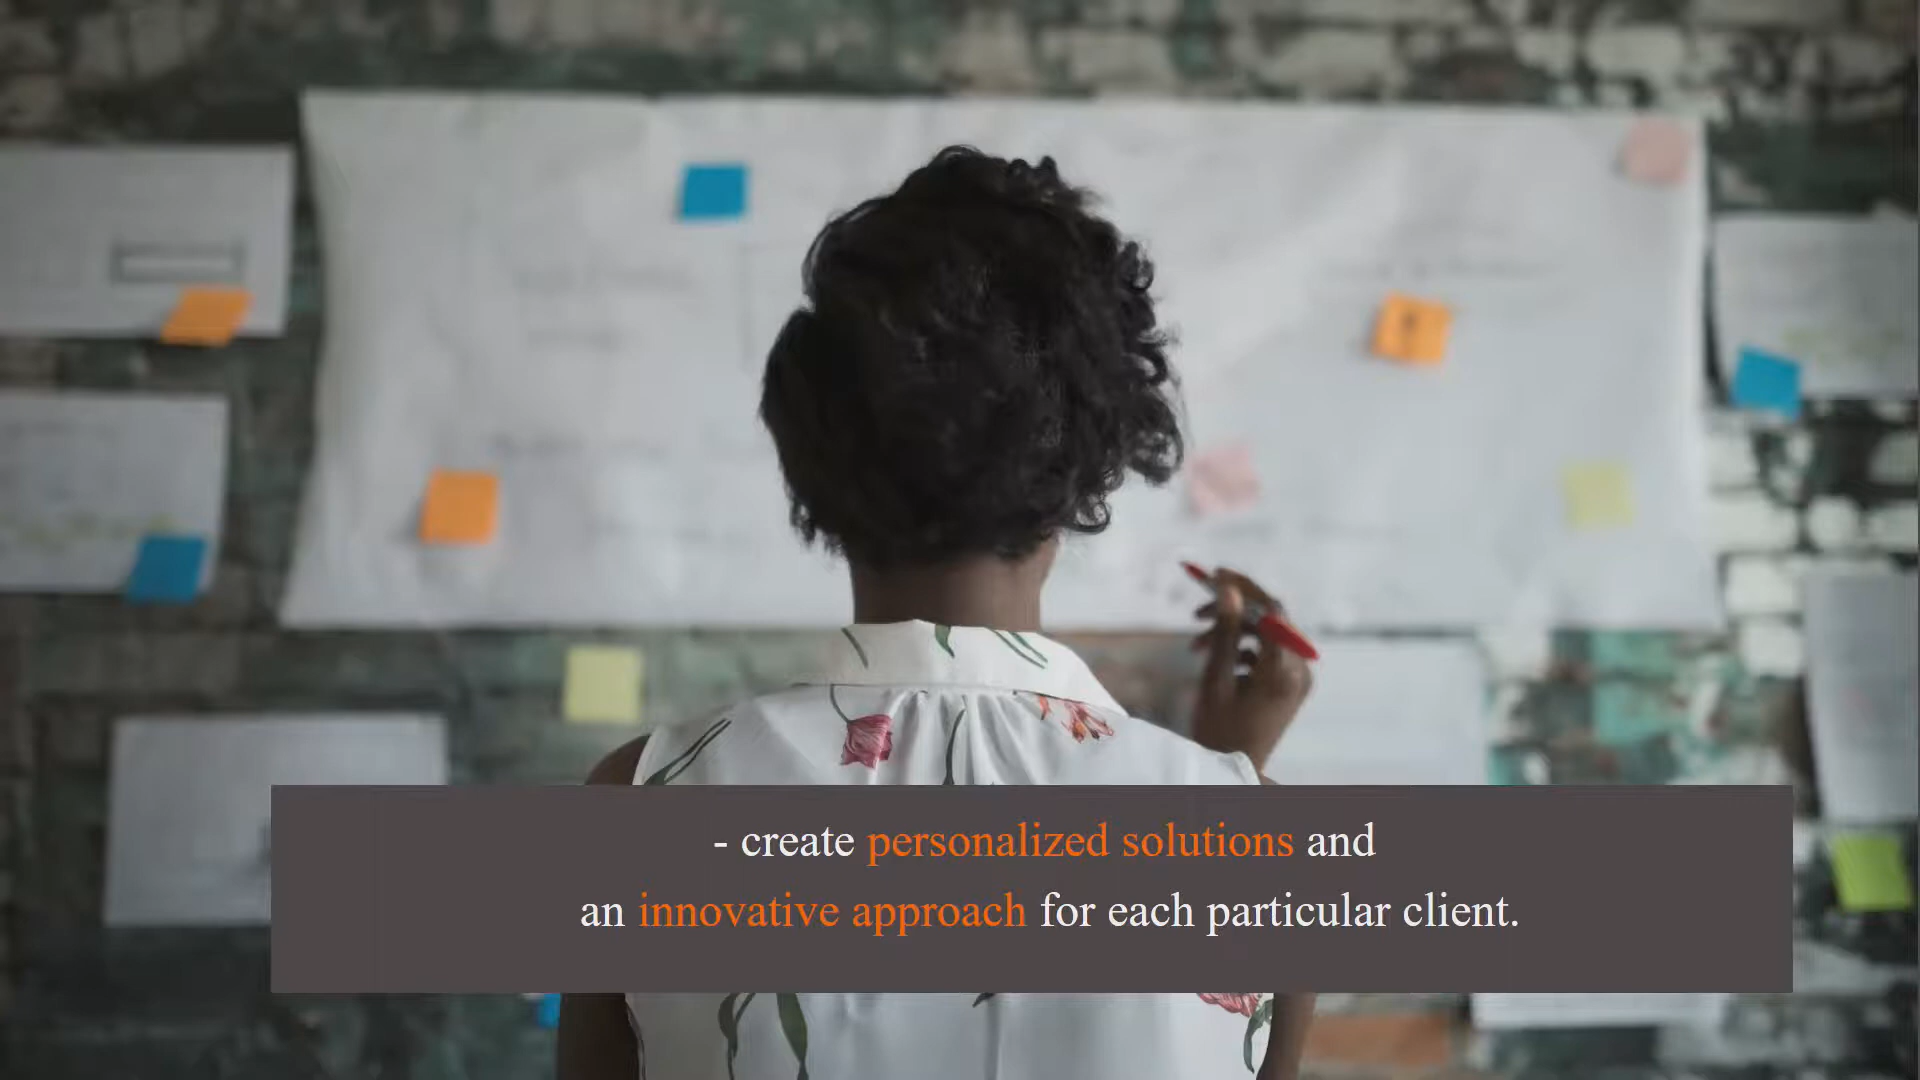 - create personalized solutions and
an innovative approach for each particular client.